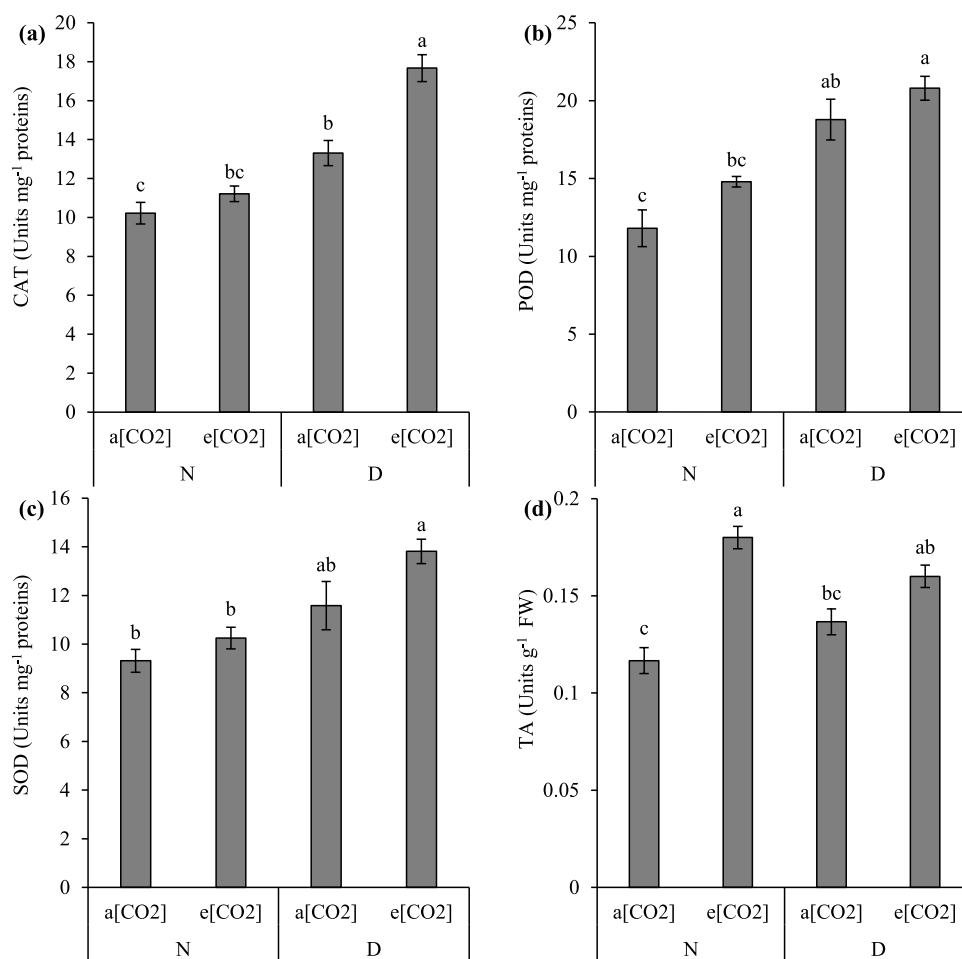 (a)
CAT (Units mg-1 proteins)
20
18
16
14
12
10
8
6
4
2
0
c
bc
b
a
a[CO2] e[CO2] a[CO2] e[CO2]
N D
(b)
POD (Units mg-1 proteins)
25
20
15
10
5
0
c
bc
ab
a
a[CO2] e[CO2] a[CO2] e[CO2]
N D
(c)
SOD (Units mg-1 proteins)
16
14
12
10
8
6
4
2
0
b
b
ab
a
a[CO2] e[CO2] a[CO2] e[CO2]
N D
(d)
TA (Units g-1 FW)
0.2
0.15
0.1
0.05
0
c
a
bc
ab
a[CO2] e[CO2] a[CO2] e[CO2]
N D